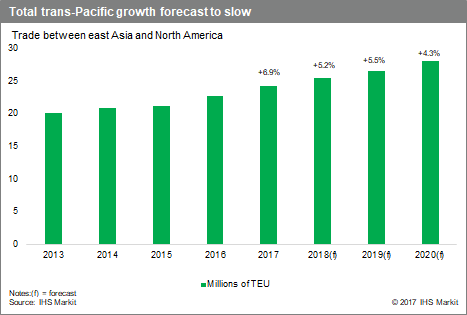 Total trans-Pacific growth forecast to slow
Trade between east Asia and North America
30
25
20
15
10
5
0
+6.9%
+5.2%
+5.5%
+4.3%
2013
2014
2015
2016
2017
2018(f)
2019(f)
2020(f)
Millions of TEU
Notes:(f) = forecast
Source: IHS Markit
© 2017 IHS Markit